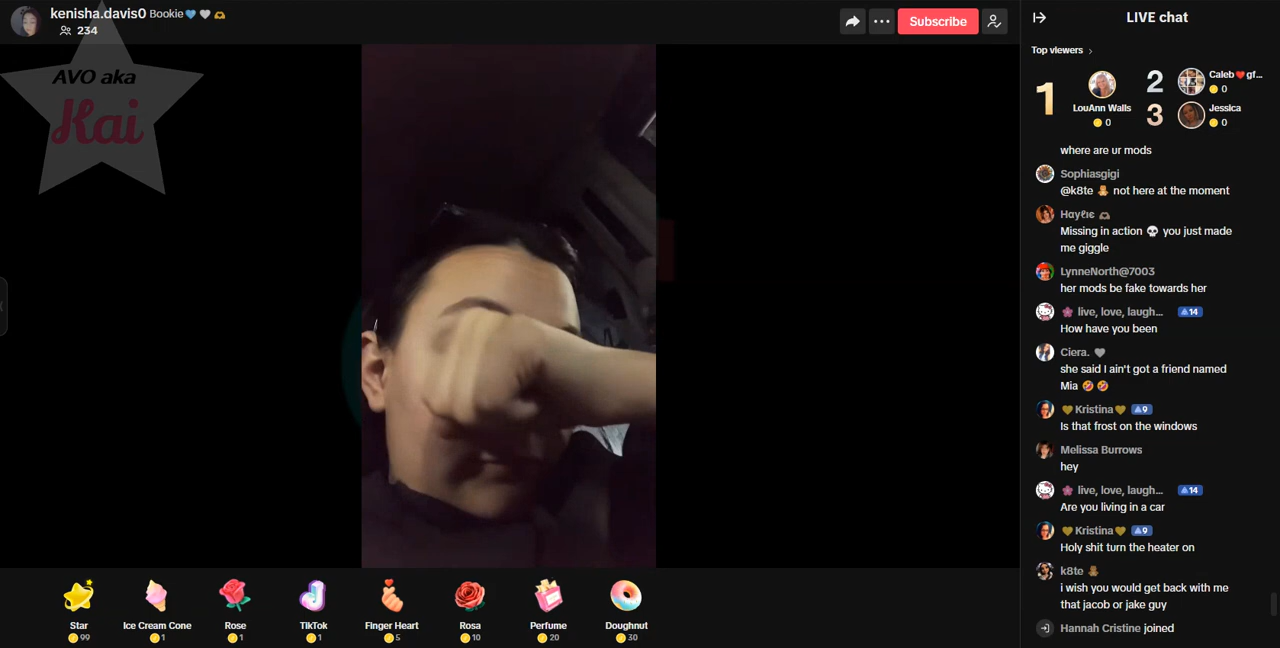 kenisha.davis0 Bookie💙🤍🫶🏽
234
Subscribe
AVO aka
Kai
LIVE chat
Top viewers >
1
LouAnn Walls
0
2
Caleb❤️gf...
0
3
Jessica
0
where are ur mods
Sophiasgigi
@k8te 🧸 not here at the moment
Hαყℓιє 🫶🏽
Missing in action 💀 you just made
me giggle
LynneNorth@7003
her mods be fake towards her
🌸 live, love, laugh... 14
How have you been
Ciera. 🤍
she said I ain't got a friend named
Mia 🤣 🤣
💛Kristina💛 9
Is that frost on the windows
Melissa Burrows
hey
🌸 live, love, laugh... 14
Are you living in a car
💛Kristina💛 9
Holy shit turn the heater on
k8te 🧸
i wish you would get back with me
that jacob or jake guy
Hannah Cristine joined
Star
99
Ice Cream Cone
1
Rose
1
TikTok
1
Finger Heart
5
Rosa
10
Perfume
20
Doughnut
30